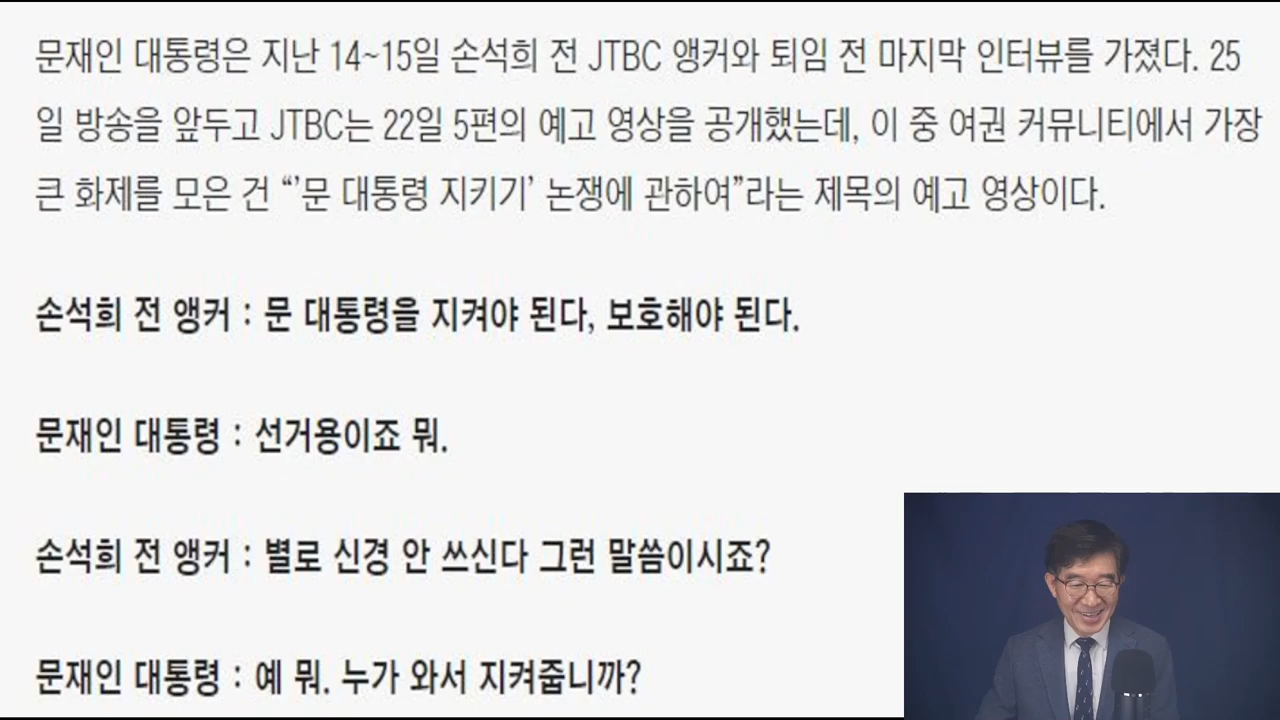 문재인 대통령은 지난 14~15일 손석희 전 JTBC 앵커와 퇴임 전 마지막 인터뷰를 가졌다. 25
일 방송을 앞두고 JTBC는 22일 5편의 예고 영상을 공개했는데, 이 중 여권 커뮤니티에서 가장
큰 화제를 모은 건 “’문 대통령 지키기’ 논쟁에 관하여”라는 제목의 예고 영상이다.
손석희 전 앵커 : 문 대통령을 지켜야 된다, 보호해야 된다.
문재인 대통령 : 선거용이죠 뭐.
손석희 전 앵커 : 별로 신경 안 쓰신다 그런 말씀이시죠?
문재인 대통령 : 예 뭐. 누가 와서 지켜줍니까?